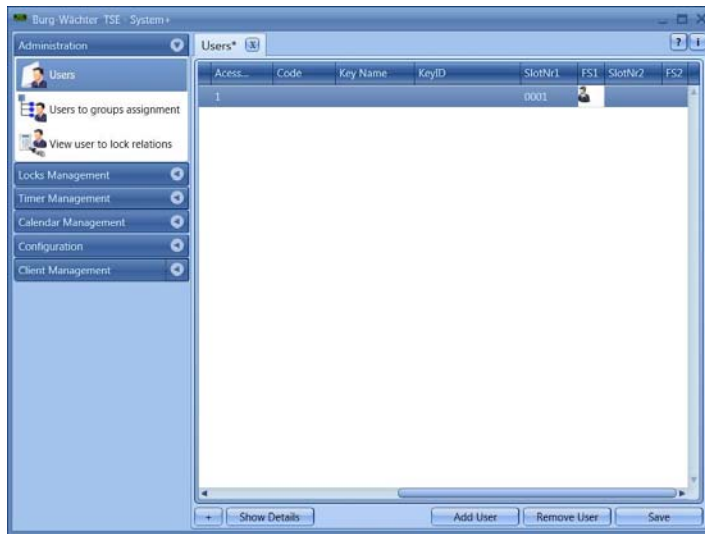 Burg-Wächter TSE - System+
Administration
Users* x
? i
Users
Users to groups assignment
View user to lock relations
Locks Management
Timer Management
Calendar Management
Configuration
Client Management
Acess... Code Key Name KeyID SlotNr1 FS1 SlotNr2 FS2
1 0001
+ Show Details Add User Remove User Save